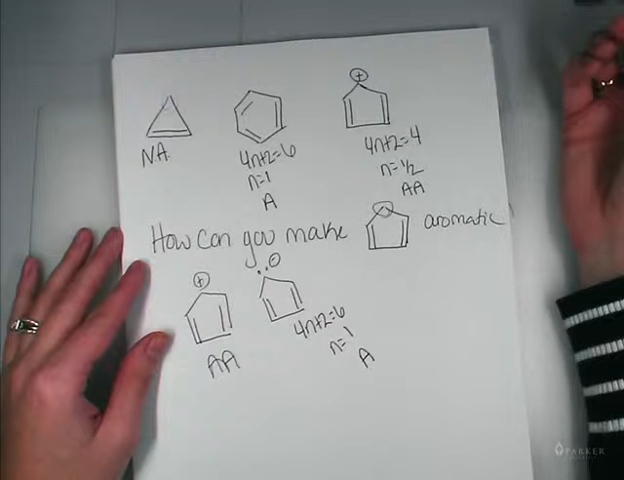 ⊕
NA
4n+2=6
n=1
A
4n+2=4
n=1/2
AA
How can you make
aromatic
⊕
AA
⊖
4n+2=6
n=1
A
PARKER